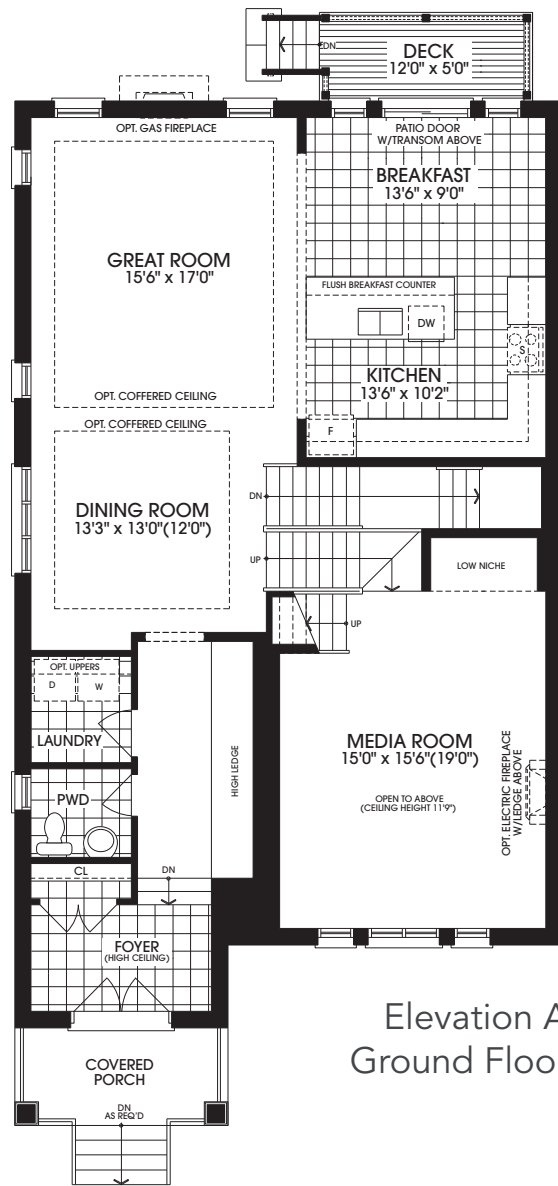 DN
DECK
12'0" x 5'0"
OPT. GAS FIREPLACE
PATIO DOOR
W/TRANSOM ABOVE
BREAKFAST
13'6" x 9'0"
GREAT ROOM
15'6" x 17'0"
FLUSH BREAKFAST COUNTER
DW
S
KITCHEN
13'6" x 10'2"
OPT. COFFERED CEILING
OPT. COFFERED CEILING
F
DINING ROOM
13'3" x 13'0"(12'0")
DN
UP
LOW NICHE
UP
OPT. UPPERS
D
W
LAUNDRY
HIGH LEDGE
MEDIA ROOM
15'0" x 15'6"(19'0")
OPEN TO ABOVE
(CEILING HEIGHT 11'9")
OPT. ELECTRIC FIREPLACE
W/LEDGE ABOVE
PWD
CL
DN
FOYER
(HIGH CEILING)
Elevation A
Ground Floo
COVERED
PORCH
DN
AS REQ'D